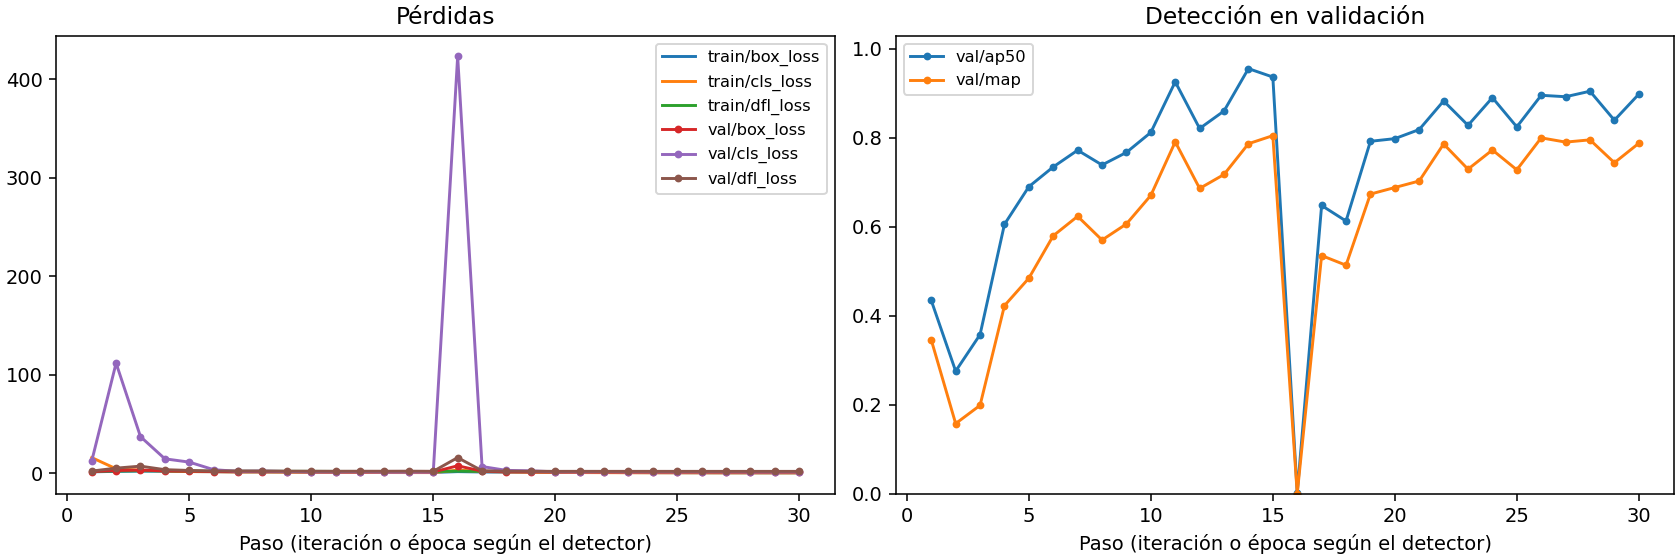 Pérdidas
400
300
200
100
0
train/box_loss
train/cls_loss
train/dfl_loss
val/box_loss
val/cls_loss
val/dfl_loss
0 5 10 15 20 25 30
Paso (iteración o época según el detector)
Detección en validación
1.0
0.8
0.6
0.4
0.2
0.0
val/ap50
val/map
0 5 10 15 20 25 30
Paso (iteración o época según el detector)